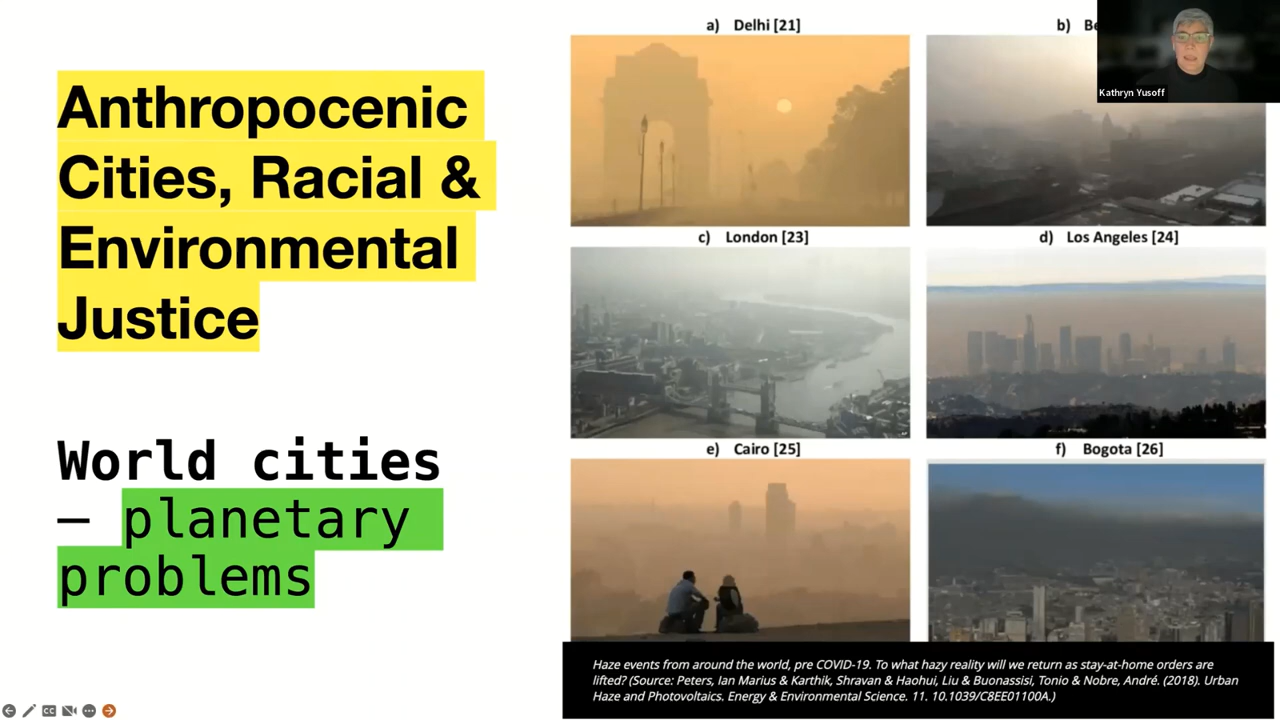 Anthropocenic
Cities, Racial &
Environmental
Justice
World cities
– planetary
problems
a) Delhi [21]
b)
Kathryn Yusoff
c) London [23]
d) Los Angeles [24]
e) Cairo [25]
f) Bogota [26]
Haze events from around the world, pre COVID-19. To what hazy reality will we return as stay-at-home orders are
lifted? (Source: Peters, Ian Marius & Karthik, Shravan & Haohui, Liu & Buonassisi, Tonio & Nobre, André. (2018). Urban
Haze and Photovoltaics. Energy & Environmental Science. 11. 10.1039/C8EE01100A.)
CC